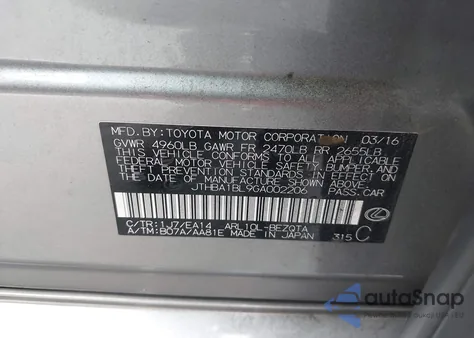 MFD. BY: TOYOTA MOTOR CORPORATION 03/16
GVWR 4960LB GAWR FR 2470LB RR 2655LB
THIS VEHICLE CONFORMS TO ALL APPLICABLE
FEDERAL MOTOR VEHICLE SAFETY, BUMPER AND
THEFT PREVENTION STANDARDS IN EFFECT ON
THE DATE OF MANUFACTURE SHOWN ABOVE.
PASS. CAR
C/TR: 1J7/EA14 ARL10L-BEZQTA
A/TM: B07A/AA81E MADE IN JAPAN 315 C
autoSnap